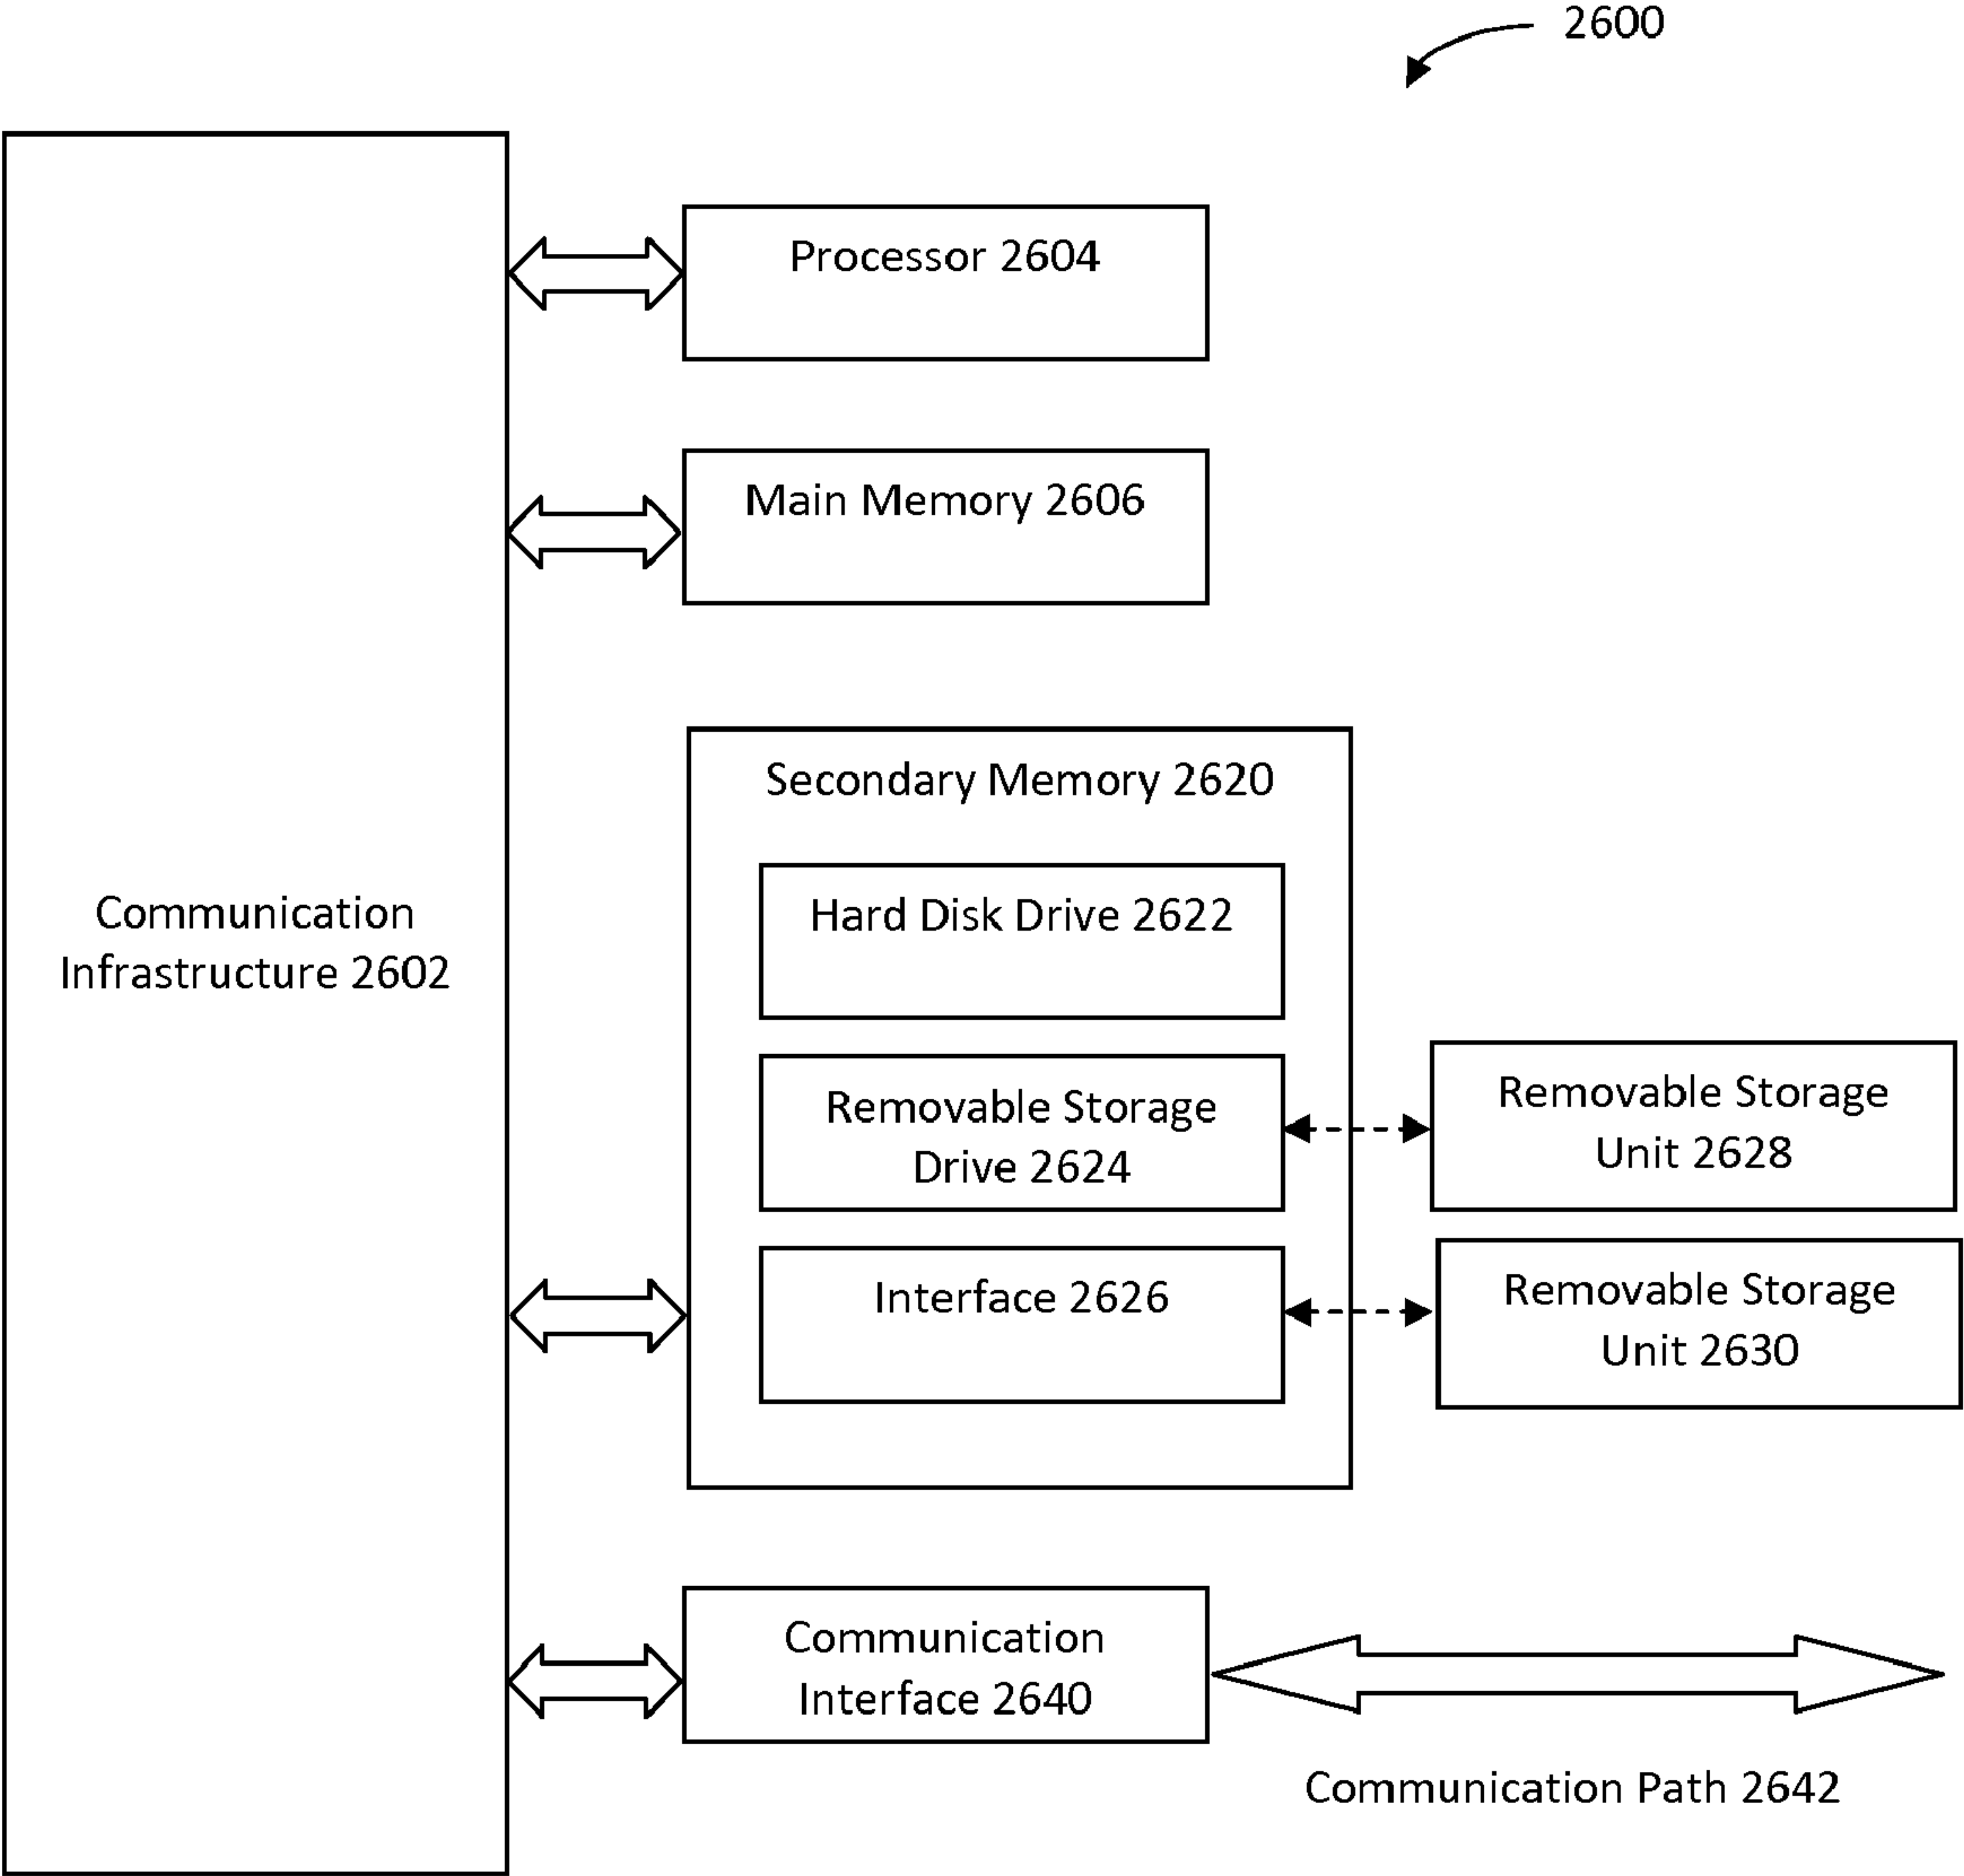 2600
Processor 2604
Main Memory 2606
Secondary Memory 2620
Hard Disk Drive 2622
Communication
Infrastructure 2602
Removable Storage
Drive 2624
Removable Storage
Unit 2628
Interface 2626
Removable Storage
Unit 2630
Communication
Interface 2640
Communication Path 2642